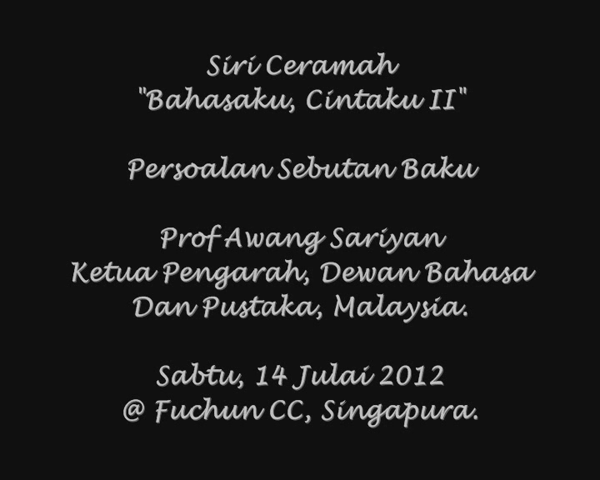 Siri Ceramah
"Bahasaku, Cintaku II"
Persoalan Sebutan Baku
Prof Awang Sariyan
Ketua Pengarah, Dewan Bahasa
Dan Pustaka, Malaysia.
Sabtu, 14 Julai 2012
@ Fuchun CC, Singapura.